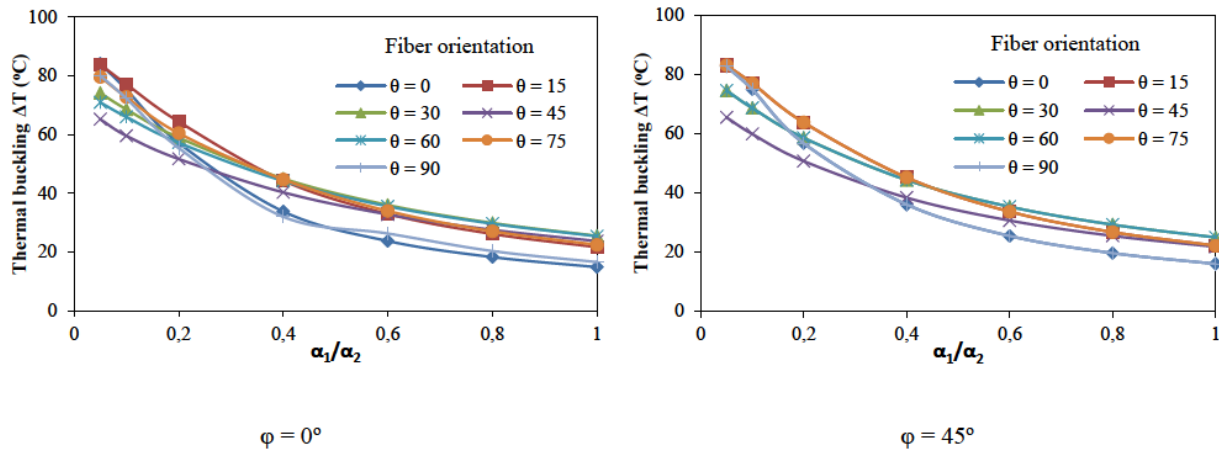 Thermal buckling ΔT (ºC)
100
80
60
40
20
0
0
0,2
0,4
0,6
0,8
1
α₁/α₂
Fiber orientation
θ = 0
θ = 15
θ = 30
θ = 45
θ = 60
θ = 75
θ = 90
φ = 0º
Thermal buckling ΔT (ºC)
100
80
60
40
20
0
0
0,2
0,4
0,6
0,8
1
α₁/α₂
Fiber orientation
θ = 0
θ = 15
θ = 30
θ = 45
θ = 60
θ = 75
θ = 90
φ = 45º